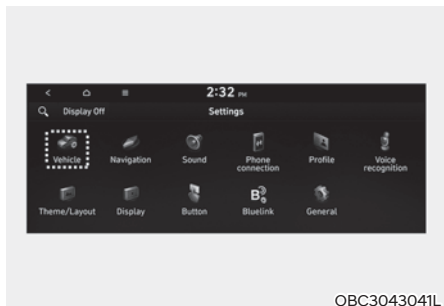 2:32 PM
Display Off Settings
Vehicle Navigation Sound Phone connection Profile Voice recognition
Theme/Layout Display Button Bluelink General
OBC3043041L